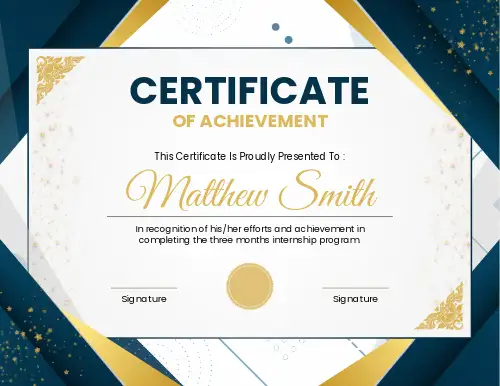 CERTIFICATE
OF ACHIEVEMENT
This Certificate Is Proudly Presented To :
Matthew Smith
In recognition of his/her efforts and achievement in
completing the three months internship program
Signature
Signature